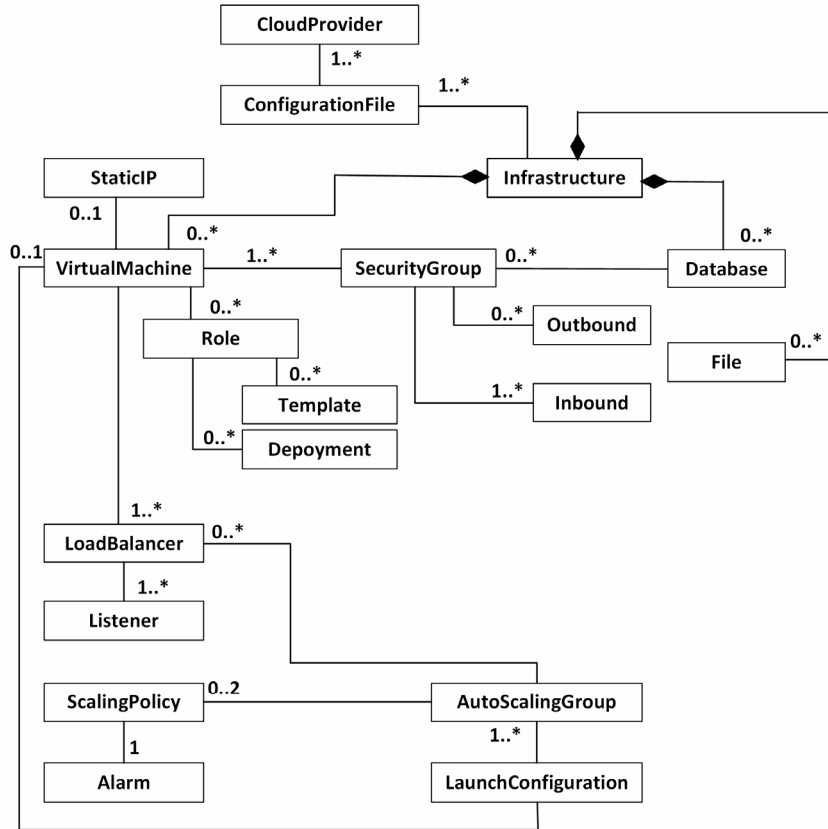 CloudProvider
1..*
ConfigurationFile
1..*
StaticIP
Infrastructure
0..1
0..*
0..*
0..1
VirtualMachine
1..*
SecurityGroup
0..*
Database
0..*
0..*
Outbound
Role
0..*
File
0..*
Template
1..*
Inbound
0..*
Depoyment
1..*
LoadBalancer
0..*
1..*
Listener
ScalingPolicy
0..2
AutoScalingGroup
1
1..*
Alarm
LaunchConfiguration